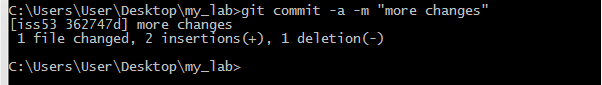 C:\Users\User\Desktop\my_lab>git commit -a -m "more changes"
[iss53 362747d] more changes
 1 file changed, 2 insertions(+), 1 deletion(-)
C:\Users\User\Desktop\my_lab>